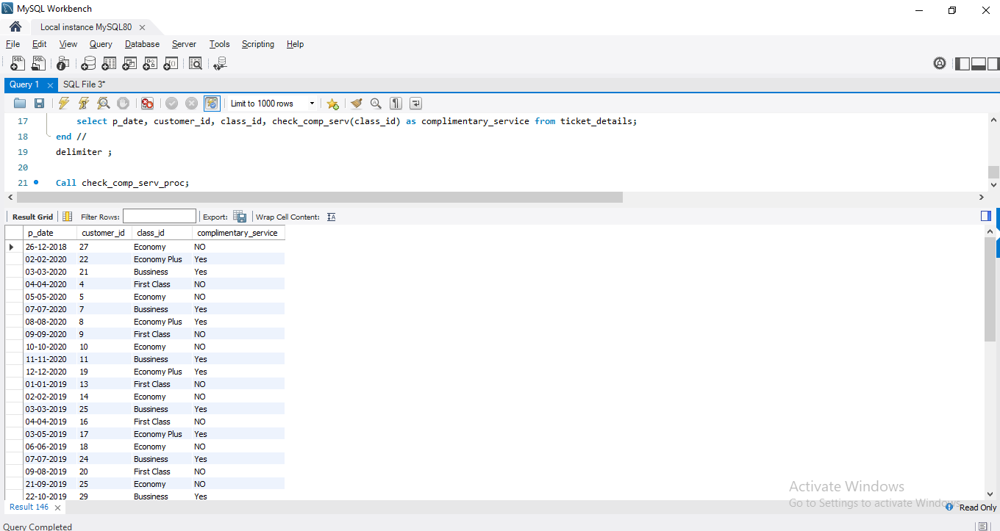 MySQL Workbench
Local instance MySQL80
File Edit View Query Database Server Tools Scripting Help
Query 1 SQL File 3*
Limit to 1000 rows
17 select p_date, customer_id, class_id, check_comp_serv(class_id) as complimentary_service from ticket_details;
18 end //
19 delimiter ;
20
21 Call check_comp_serv_proc;
Result Grid Filter Rows: Export: Wrap Cell Content:
p_date customer_id class_id complimentary_service
26-12-2018 27 Economy NO
02-02-2020 22 Economy Plus Yes
03-03-2020 21 Bussiness Yes
04-04-2020 4 First Class NO
05-05-2020 5 Economy NO
07-07-2020 7 Bussiness Yes
08-08-2020 8 Economy Plus Yes
09-09-2020 9 First Class NO
10-10-2020 10 Economy NO
11-11-2020 11 Bussiness Yes
12-12-2020 19 Economy Plus Yes
01-01-2019 13 First Class NO
02-02-2019 14 Economy NO
03-03-2019 25 Bussiness Yes
04-04-2019 16 First Class NO
03-05-2019 17 Economy Plus Yes
06-06-2019 18 Economy NO
07-07-2019 24 Bussiness Yes
09-08-2019 20 First Class NO
21-09-2019 25 Economy NO
22-10-2019 29 Bussiness Yes
Activate Windows
Go to Settings to activate Windows.
Result 146 Read Only
Query Completed